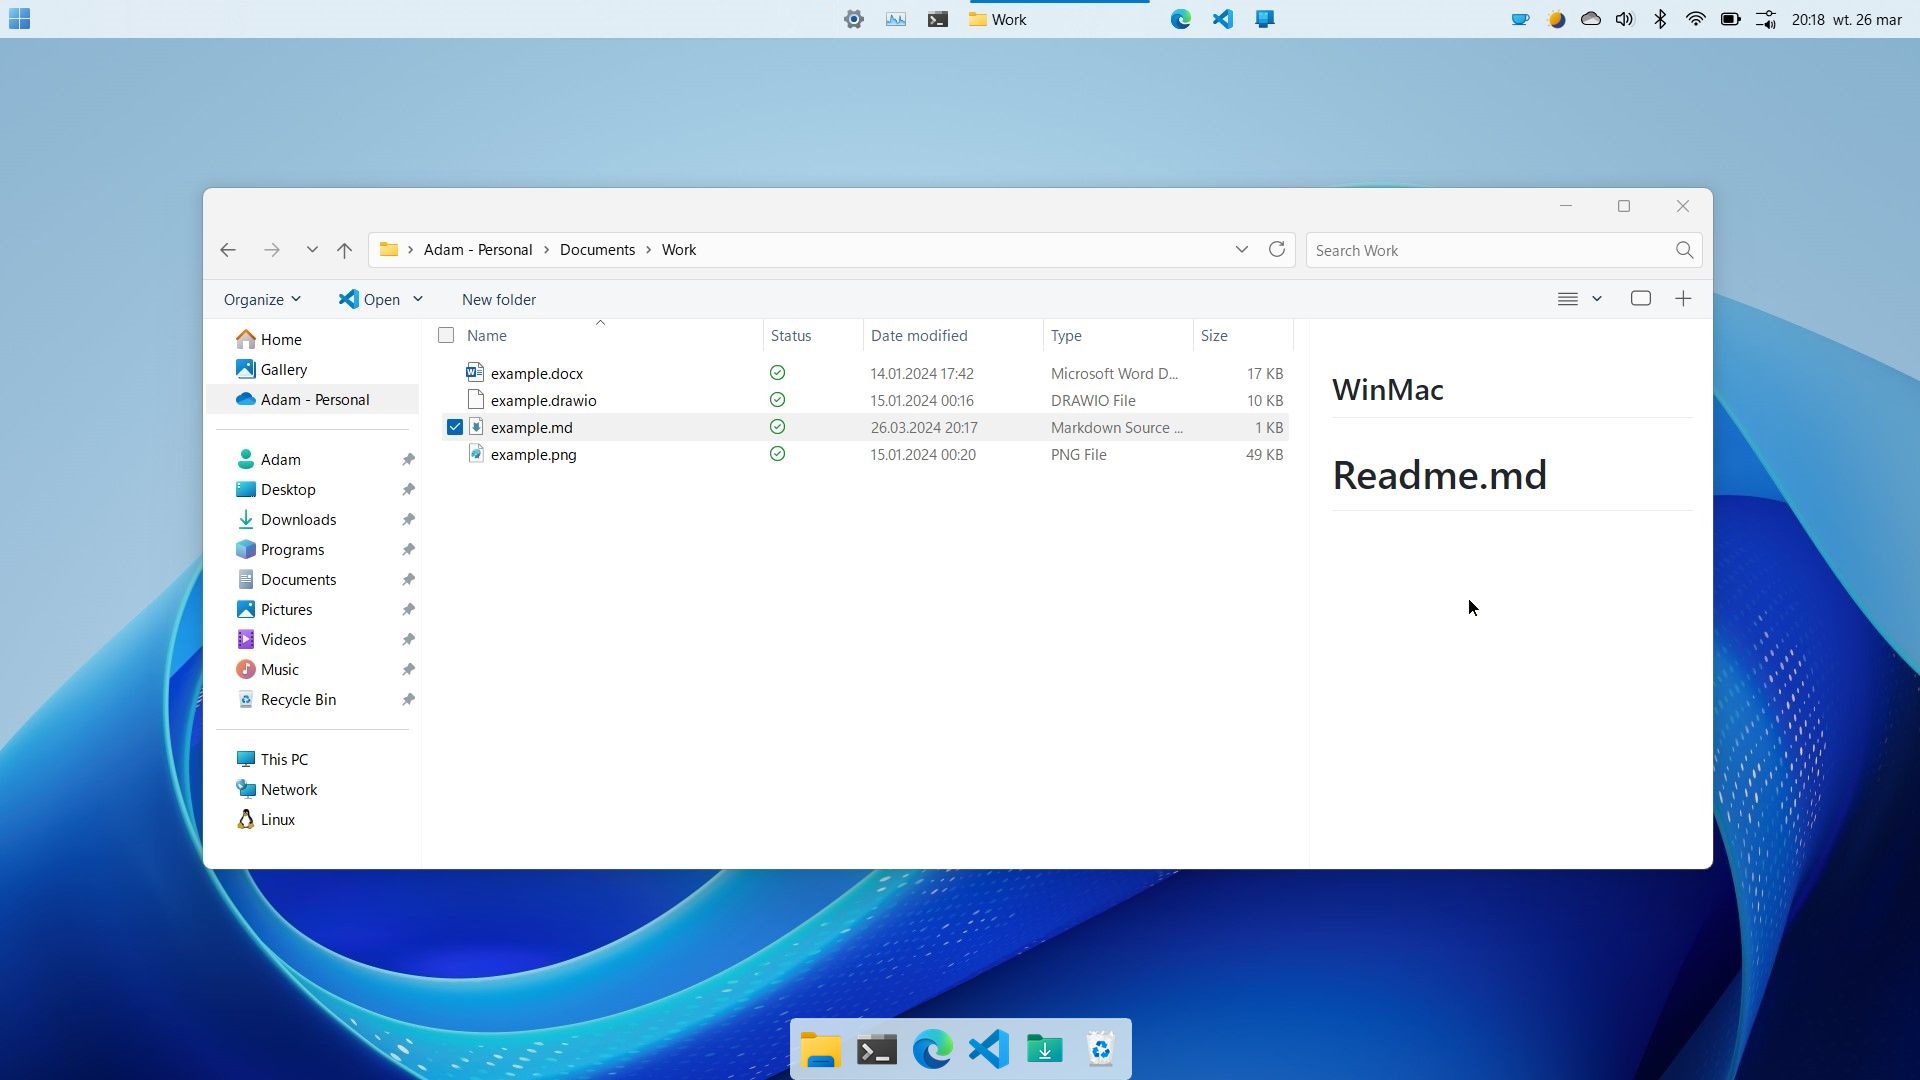 Work
20:18 wt. 26 mar
Adam - Personal > Documents > Work
Search Work
Organize
Open
New folder
Home
Gallery
Adam - Personal
Adam
Desktop
Downloads
Programs
Documents
Pictures
Videos
Music
Recycle Bin
This PC
Network
Linux
Name Status Date modified Type Size
example.docx 14.01.2024 17:42 Microsoft Word D... 17 KB
example.drawio 15.01.2024 00:16 DRAWIO File 10 KB
example.md 26.03.2024 20:17 Markdown Source ... 1 KB
example.png 15.01.2024 00:20 PNG File 49 KB
WinMac
Readme.md